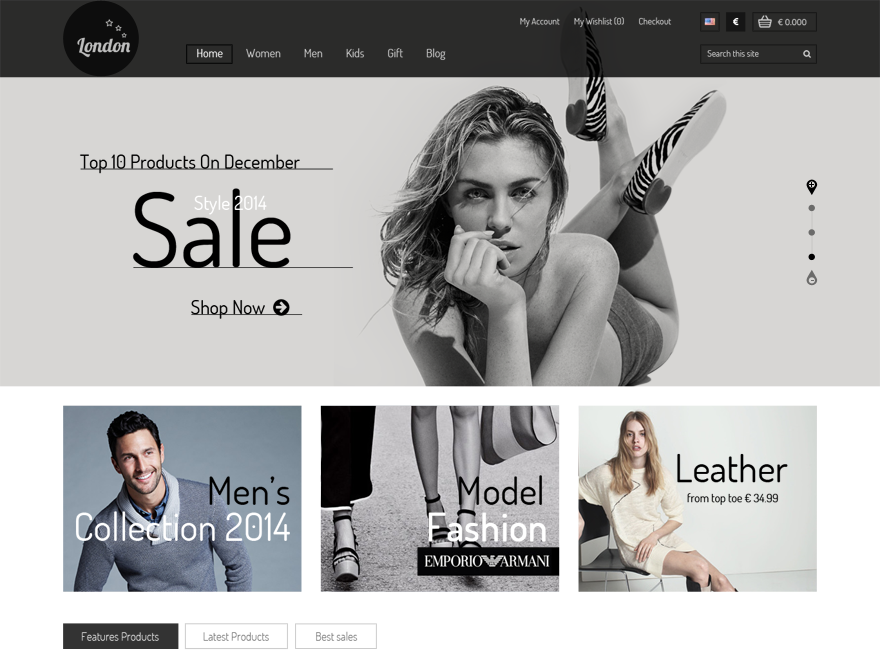 London
My Account
My Wishlist (0)
Checkout
€
€ 0.000
Home
Women
Men
Kids
Gift
Blog
Search this site
Top 10 Products On December
Style 2014
Sale
Shop Now
Men's
Collection 2014
Model
Fashion
EMPORIO ARMANI
Leather
from top toe € 34.99
Features Products
Latest Products
Best sales